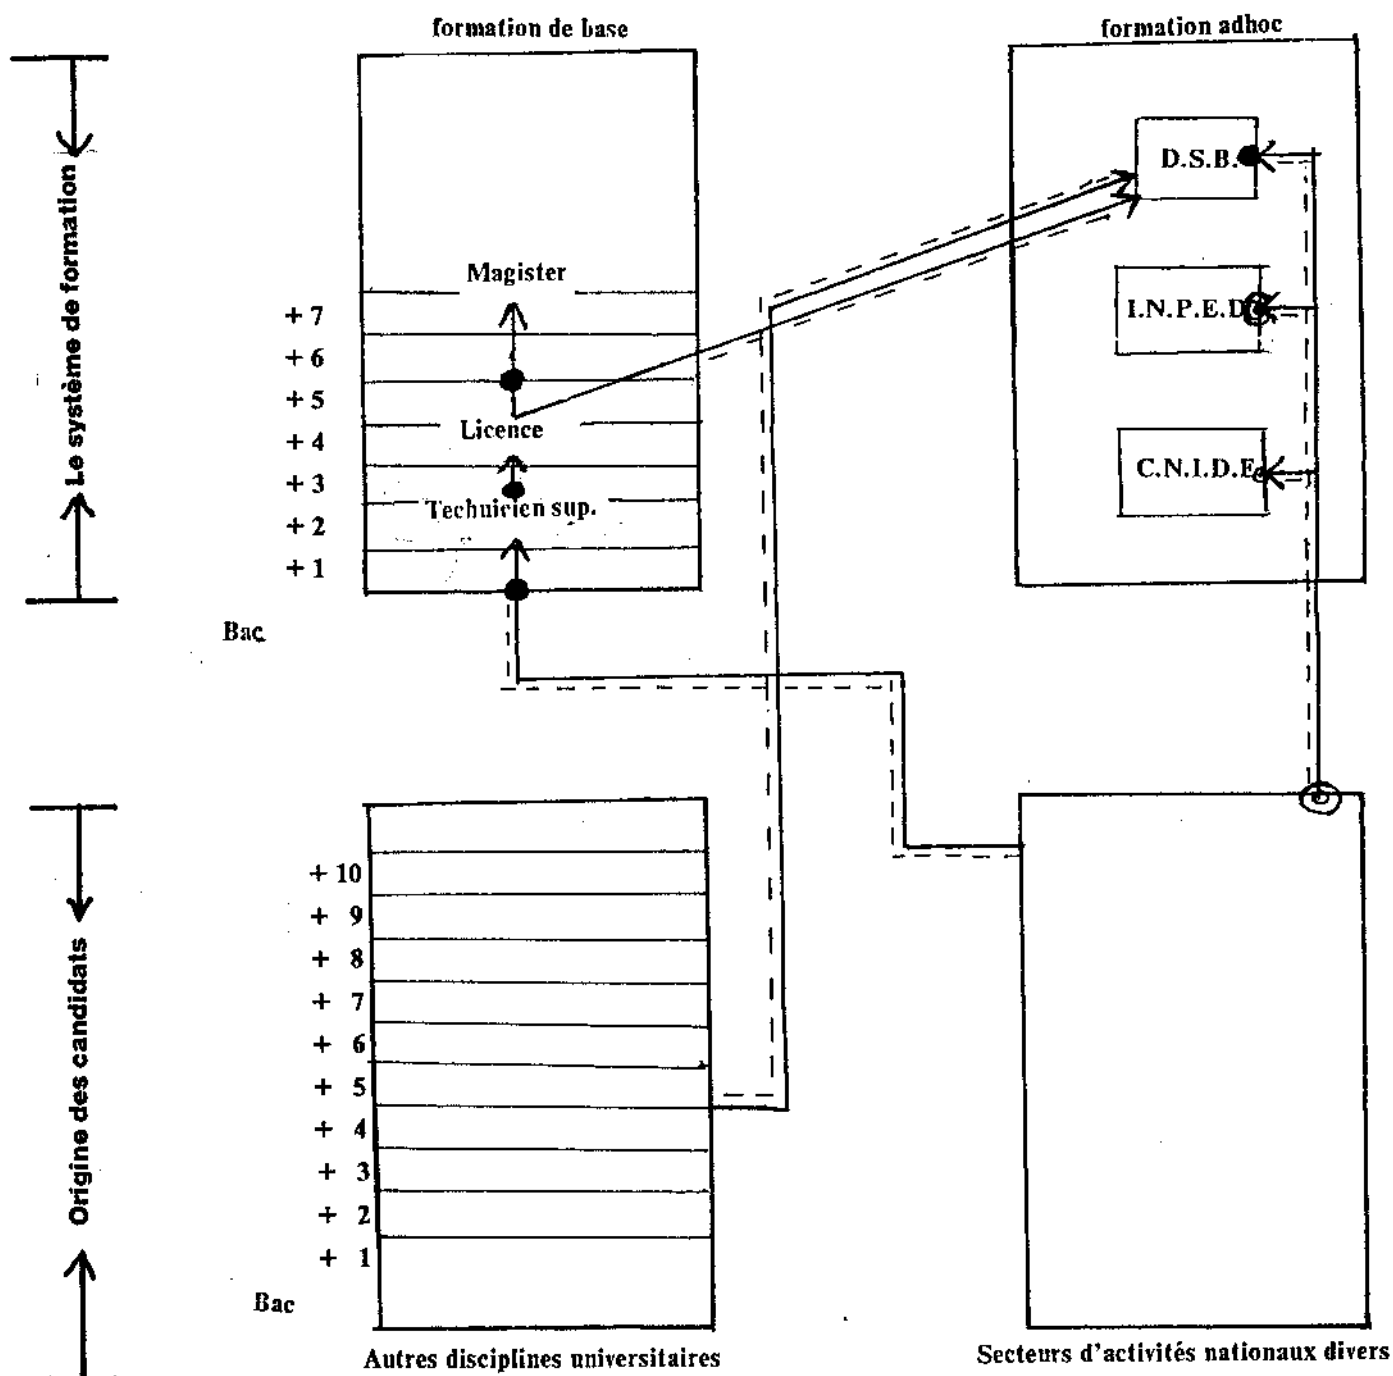 formation de base
formation adhoc
Le système de formation
D.S.B.
Magister
I.N.P.E.D
+ 7
+ 6
+ 5
Licence
+ 4
C.N.I.D.E
+ 3
Technicien sup.
+ 2
+ 1
Bac
Origine des candidats
+ 10
+ 9
+ 8
+ 7
+ 6
+ 5
+ 4
+ 3
+ 2
+ 1
Bac
Autres disciplines universitaires
Secteurs d'activités nationaux divers